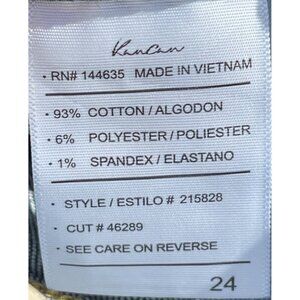 KanCan
· RN# 144635 MADE IN VIETNAM
· 93% COTTON / ALGODON
· 6% POLYESTER / POLIESTER
· 1% SPANDEX / ELASTANO
· STYLE / ESTILO # 215828
· CUT # 46289
· SEE CARE ON REVERSE
24